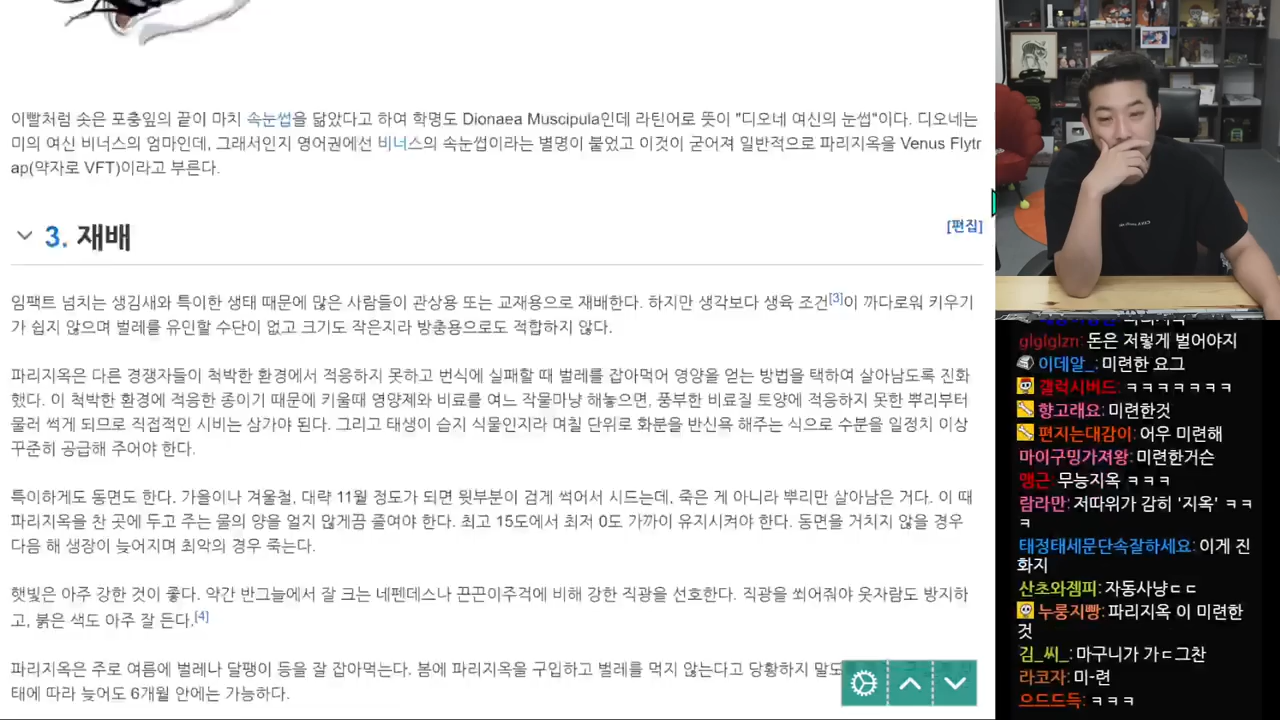 이빨처럼 솟은 포충잎의 끝이 마치 속눈썹을 닮았다고 하여 학명도 Dionaea Muscipula인데 라틴어로 뜻이 "디오네 여신의 눈썹"이다. 디오네는
미의 여신 비너스의 엄마인데, 그래서인지 영어권에선 비너스의 속눈썹이라는 별명이 붙었고 이것이 굳어져 일반적으로 파리지옥을 Venus Flytr
ap(약자로 VFT)이라고 부른다.
3. 재배
[편집]
임팩트 넘치는 생김새와 특이한 생태 때문에 많은 사람들이 관상용 또는 교재용으로 재배한다. 하지만 생각보다 생육 조건[3]이 까다로워 키우기
가 쉽지 않으며 벌레를 유인할 수단이 없고 크기도 작은지라 방충용으로도 적합하지 않다.
파리지옥은 다른 경쟁자들이 척박한 환경에서 적응하지 못하고 번식에 실패할 때 벌레를 잡아먹어 영양을 얻는 방법을 택하여 살아남도록 진화
했다. 이 척박한 환경에 적응한 종이기 때문에 키울때 영양제와 비료를 여느 작물마냥 해놓으면, 풍부한 비료질 토양에 적응하지 못한 뿌리부터
물러 썩게 되므로 직접적인 시비는 삼가야 된다. 그리고 태생이 습지 식물인지라 며칠 단위로 화분을 반신욕 해주는 식으로 수분을 일정치 이상
꾸준히 공급해 주어야 한다.
특이하게도 동면도 한다. 가을이나 겨울철, 대략 11월 정도가 되면 윗부분이 검게 썩어서 시드는데, 죽은 게 아니라 뿌리만 살아남은 거다. 이 때
파리지옥을 찬 곳에 두고 주는 물의 양을 얼지 않게끔 줄여야 한다. 최고 15도에서 최저 0도 가까이 유지시켜야 한다. 동면을 거치지 않을 경우
다음 해 생장이 늦어지며 최악의 경우 죽는다.
햇빛은 아주 강한 것이 좋다. 약간 반그늘에서 잘 크는 네펜데스나 끈끈이주걱에 비해 강한 직광을 선호한다. 직광을 쐬어줘야 웃자람도 방지하
고, 붉은 색도 아주 잘 든다.[4]
파리지옥은 주로 여름에 벌레나 달팽이 등을 잘 잡아먹는다. 봄에 파리지옥을 구입하고 벌레를 먹지 않는다고 당황하지 말도
태에 따라 늦어도 6개월 안에는 가능하다.
glglglzn: 돈은 저렇게 벌어야지
이데알_: 미련한 요그
갤럭시버드: ㅋㅋㅋㅋㅋㅋㅋ
향고래요: 미련한것
편지는대감이: 어우 미련해
마이구밍가져왕: 미련한거슨
맹근: 무능지옥 ㅋㅋㅋ
람라만: 저따위가 감히 '지옥' ㅋㅋ
ㅋ
태정태세문단속잘하세요: 이게 진
화지
산초와젬피: 자동사냥ㄷㄷ
누룽지빵: 파리지옥 이 미련한
것
김_씨_: 마구니가 가ㄷ그찬
라코자: 미-련
으드드득: ㅋㅋㅋ